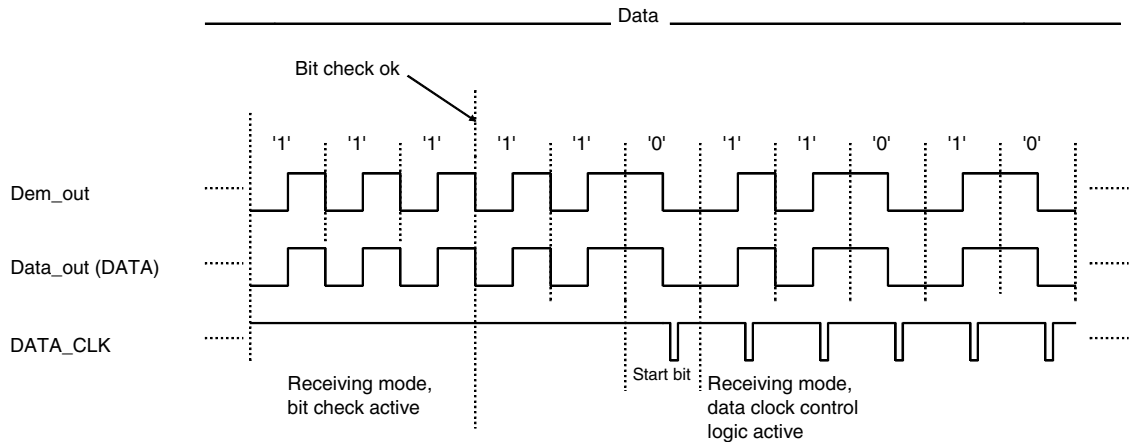 Data
Bit check ok
'1' '1' '1' '1' '1' '0' '1' '1' '0' '1' '0'
Dem_out
Data_out (DATA)
DATA_CLK
Start bit
Receiving mode,
bit check active
Receiving mode,
data clock control
logic active